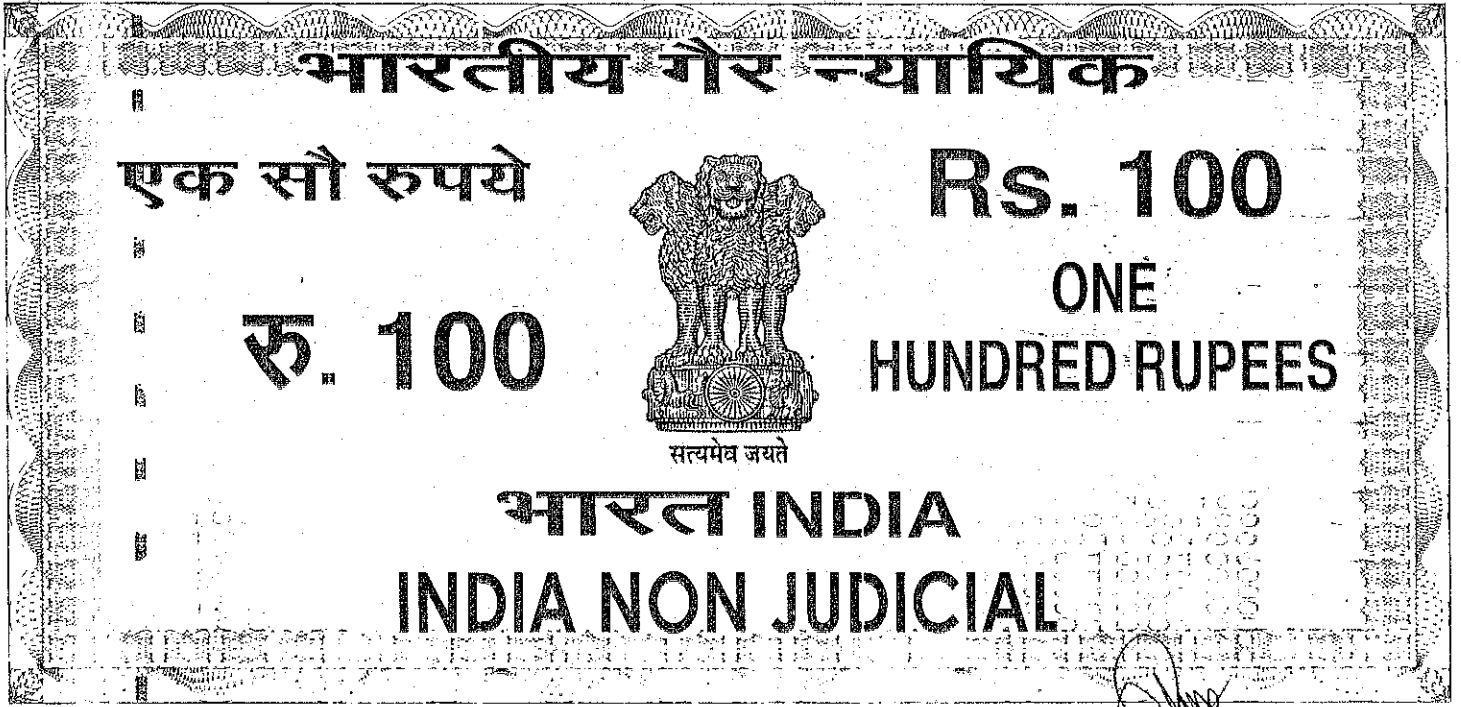 भारतीय गैर न्यायिक
एक सौ रुपये
Rs. 100
रु. 100
ONE
HUNDRED RUPEES
सत्यमेव जयते
भारत INDIA
INDIA NON JUDICIAL